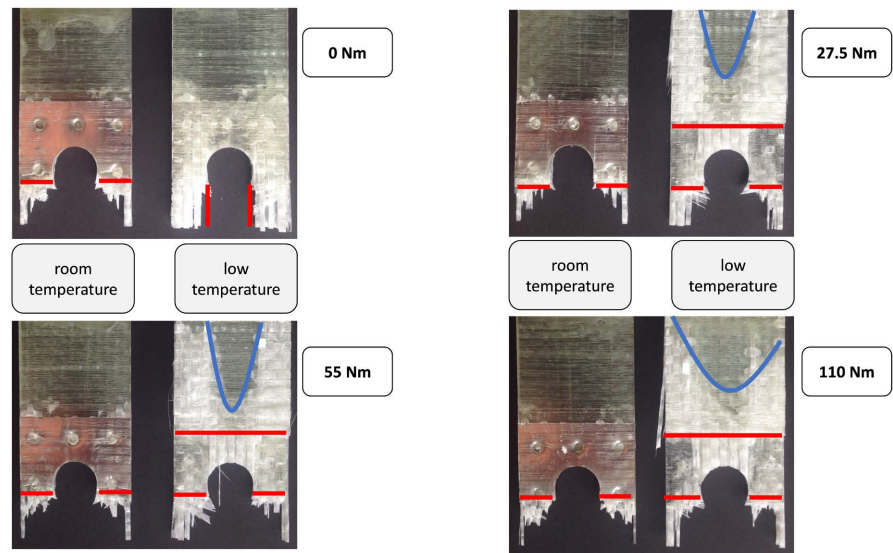 0 Nm
27.5 Nm
room
temperature
low
temperature
room
temperature
low
temperature
55 Nm
110 Nm